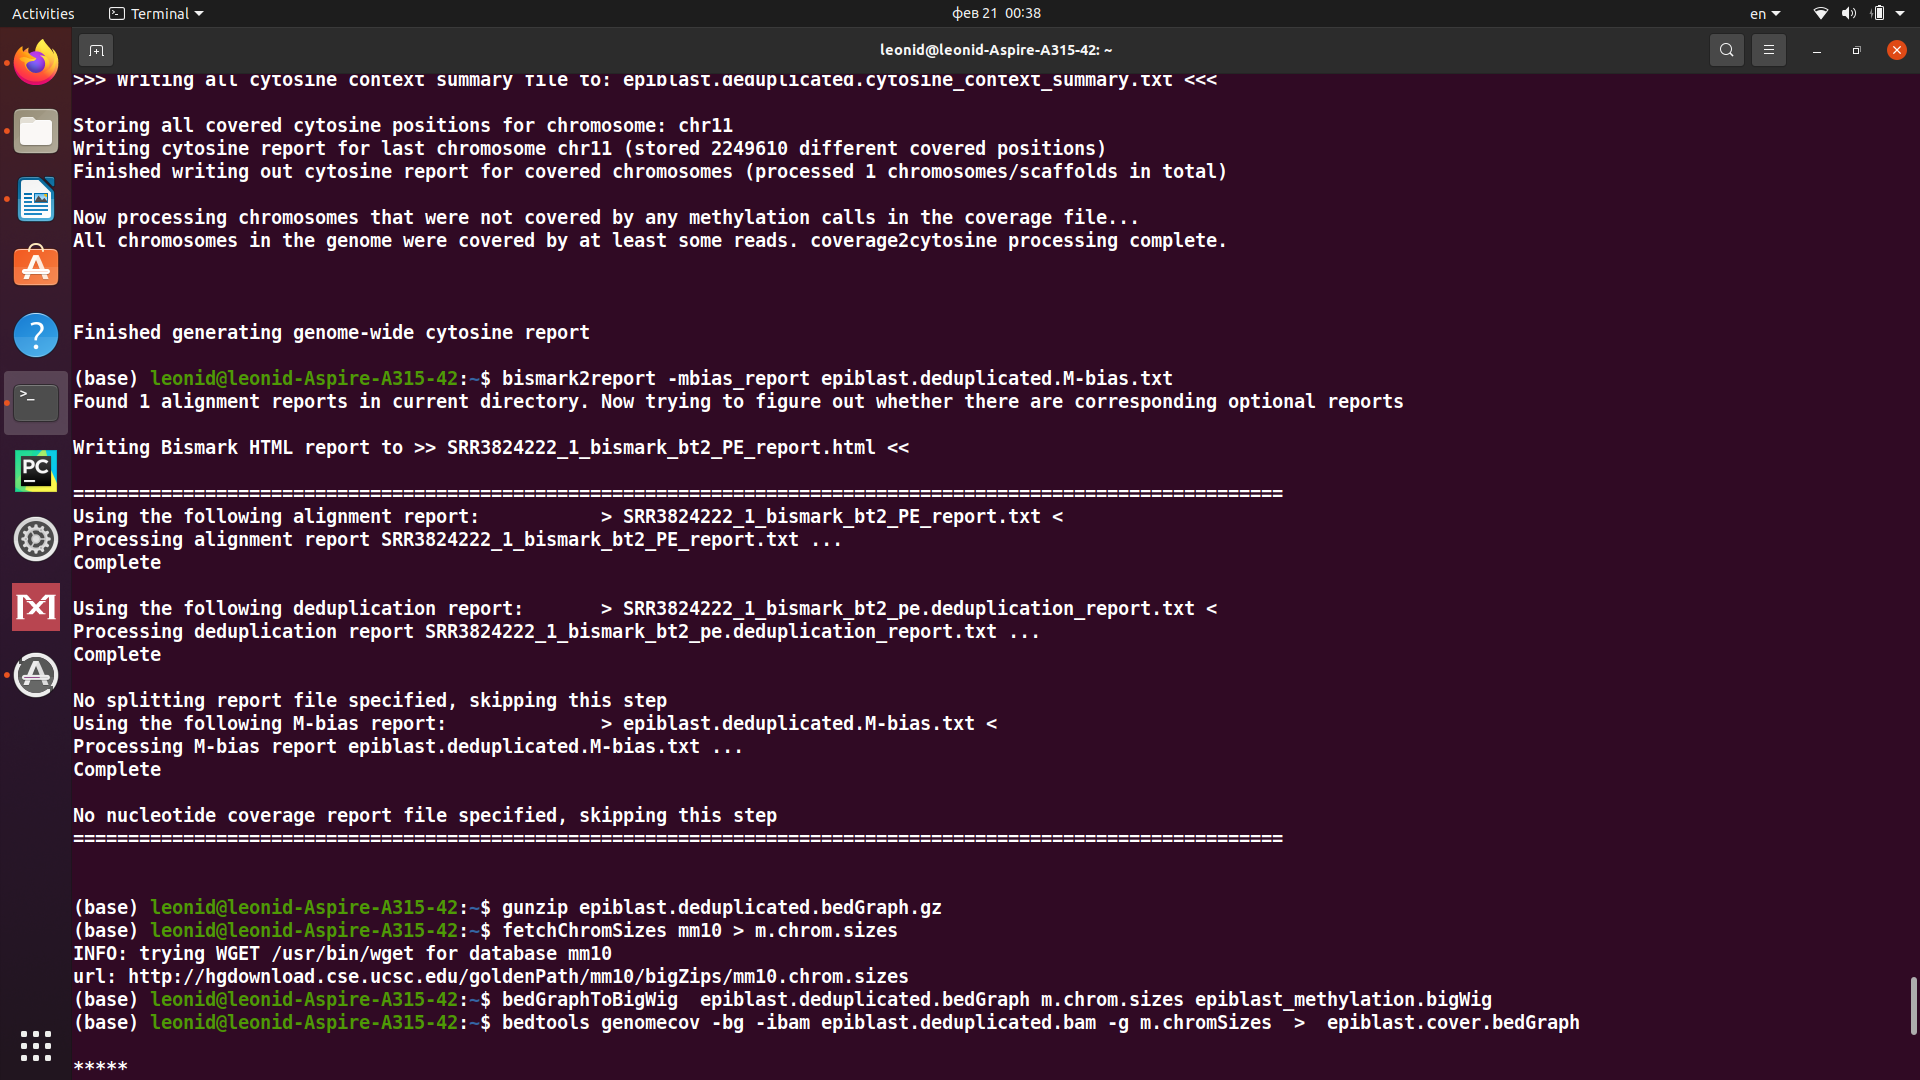 Activities
Terminal
фев 21 00:38
en
leonid@leonid-Aspire-A315-42: ~
>>> Writing all cytosine context summary file to: epiblast.deduplicated.cytosine_context_summary.txt <<<
Storing all covered cytosine positions for chromosome: chr11
Writing cytosine report for last chromosome chr11 (stored 2249610 different covered positions)
Finished writing out cytosine report for covered chromosomes (processed 1 chromosomes/scaffolds in total)
Now processing chromosomes that were not covered by any methylation calls in the coverage file...
All chromosomes in the genome were covered by at least some reads. coverage2cytosine processing complete.
Finished generating genome-wide cytosine report
(base) leonid@leonid-Aspire-A315-42:~$ bismark2report -mbias_report epiblast.deduplicated.M-bias.txt
Found 1 alignment reports in current directory. Now trying to figure out whether there are corresponding optional reports
Writing Bismark HTML report to >> SRR3824222_1_bismark_bt2_PE_report.html <<
==============================================================================================================
Using the following alignment report:           > SRR3824222_1_bismark_bt2_PE_report.txt <
Processing alignment report SRR3824222_1_bismark_bt2_PE_report.txt ...
Complete
Using the following deduplication report:       > SRR3824222_1_bismark_bt2_pe.deduplication_report.txt <
Processing deduplication report SRR3824222_1_bismark_bt2_pe.deduplication_report.txt ...
Complete
No splitting report file specified, skipping this step
Using the following M-bias report:              > epiblast.deduplicated.M-bias.txt <
Processing M-bias report epiblast.deduplicated.M-bias.txt ...
Complete
No nucleotide coverage report file specified, skipping this step
==============================================================================================================
(base) leonid@leonid-Aspire-A315-42:~$ gunzip epiblast.deduplicated.bedGraph.gz
(base) leonid@leonid-Aspire-A315-42:~$ fetchChromSizes mm10 > m.chrom.sizes
INFO: trying WGET /usr/bin/wget for database mm10
url: http://hgdownload.cse.ucsc.edu/goldenPath/mm10/bigZips/mm10.chrom.sizes
(base) leonid@leonid-Aspire-A315-42:~$ bedGraphToBigWig  epiblast.deduplicated.bedGraph m.chrom.sizes epiblast_methylation.bigWig
(base) leonid@leonid-Aspire-A315-42:~$ bedtools genomecov -bg -ibam epiblast.deduplicated.bam -g m.chromSizes  >  epiblast.cover.bedGraph
*****